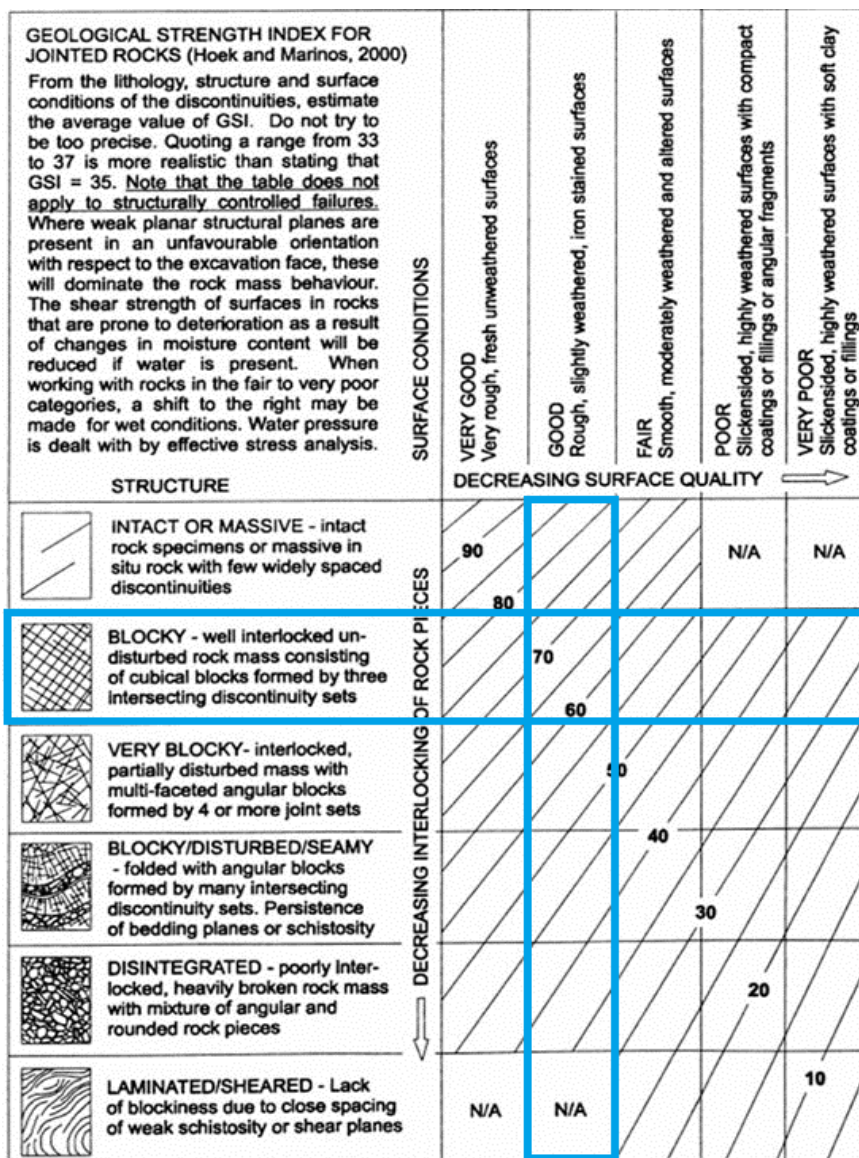 GEOLOGICAL STRENGTH INDEX FOR
JOINTED ROCKS (Hoek and Marinos, 2000)
From the lithology, structure and surface
conditions of the discontinuities, estimate
the average value of GSI. Do not try to
be too precise. Quoting a range from 33
to 37 is more realistic than stating that
GSI = 35. Note that the table does not
apply to structurally controlled failures.
Where weak planar structural planes are
present in an unfavourable orientation
with respect to the excavation face, these
will dominate the rock mass behaviour.
The shear strength of surfaces in rocks
that are prone to deterioration as a result
of changes in moisture content will be
reduced if water is present. When
working with rocks in the fair to very poor
categories, a shift to the right may be
made for wet conditions. Water pressure
is dealt with by effective stress analysis.
STRUCTURE
SURFACE CONDITIONS
VERY GOOD
Very rough, fresh unweathered surfaces
GOOD
Rough, slightly weathered, iron stained surfaces
FAIR
Smooth, moderately weathered and altered surfaces
POOR
Slickensided, highly weathered surfaces with compact
coatings or fillings or angular fragments
VERY POOR
Slickensided, highly weathered surfaces with soft clay
coatings or fillings
DECREASING SURFACE QUALITY
DECREASING INTERLOCKING OF ROCK PIECES
INTACT OR MASSIVE - intact
rock specimens or massive in
situ rock with few widely spaced
discontinuities
90
80
N/A
N/A
BLOCKY - well interlocked un-
disturbed rock mass consisting
of cubical blocks formed by three
intersecting discontinuity sets
70
60
VERY BLOCKY- interlocked,
partially disturbed mass with
multi-faceted angular blocks
formed by 4 or more joint sets
50
BLOCKY/DISTURBED/SEAMY
- folded with angular blocks
formed by many intersecting
discontinuity sets. Persistence
of bedding planes or schistosity
40
30
DISINTEGRATED - poorly inter-
locked, heavily broken rock mass
with mixture of angular and
rounded rock pieces
20
LAMINATED/SHEARED - Lack
of blockiness due to close spacing
of weak schistosity or shear planes
N/A
N/A
10